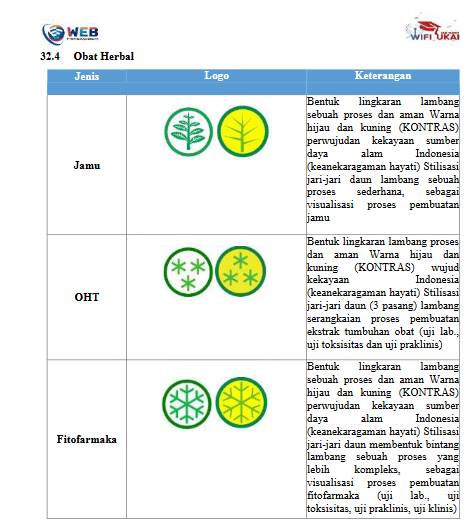 WEB
WIFI UKAI
32.4 Obat Herbal
Jenis Logo Keterangan
Jamu
Bentuk lingkaran lambang
sebuah proses dan aman Warna
hijau dan kuning (KONTRAS)
perwujudan kekayaan sumber
daya alam Indonesia
(keanekaragaman hayati) Stilisasi
jari-jari daun lambang sebuah
proses sederhana, sebagai
visualisasi proses pembuatan
jamu
OHT
Bentuk lingkaran lambang proses
dan aman Warna hijau dan
kuning (KONTRAS) wujud
kekayaan Indonesia
(keanekaragaman hayati) Stilisasi
jari-jari daun (3 pasang) lambang
serangkaian proses pembuatan
ekstrak tumbuhan obat (uji lab.,
uji toksisitas dan uji praklinis)
Fitofarmaka
Bentuk lingkaran lambang
sebuah proses dan aman Warna
hijau dan kuning (KONTRAS)
perwujudan kekayaan sumber
daya alam Indonesia
(keanekaragaman hayati) Stilisasi
jari-jari daun membentuk bintang
lambang sebuah proses yang
lebih kompleks, sebagai
visualisasi proses pembuatan
fitofarmaka (uji lab., uji
toksisitas, uji praklinis, uji klinis)